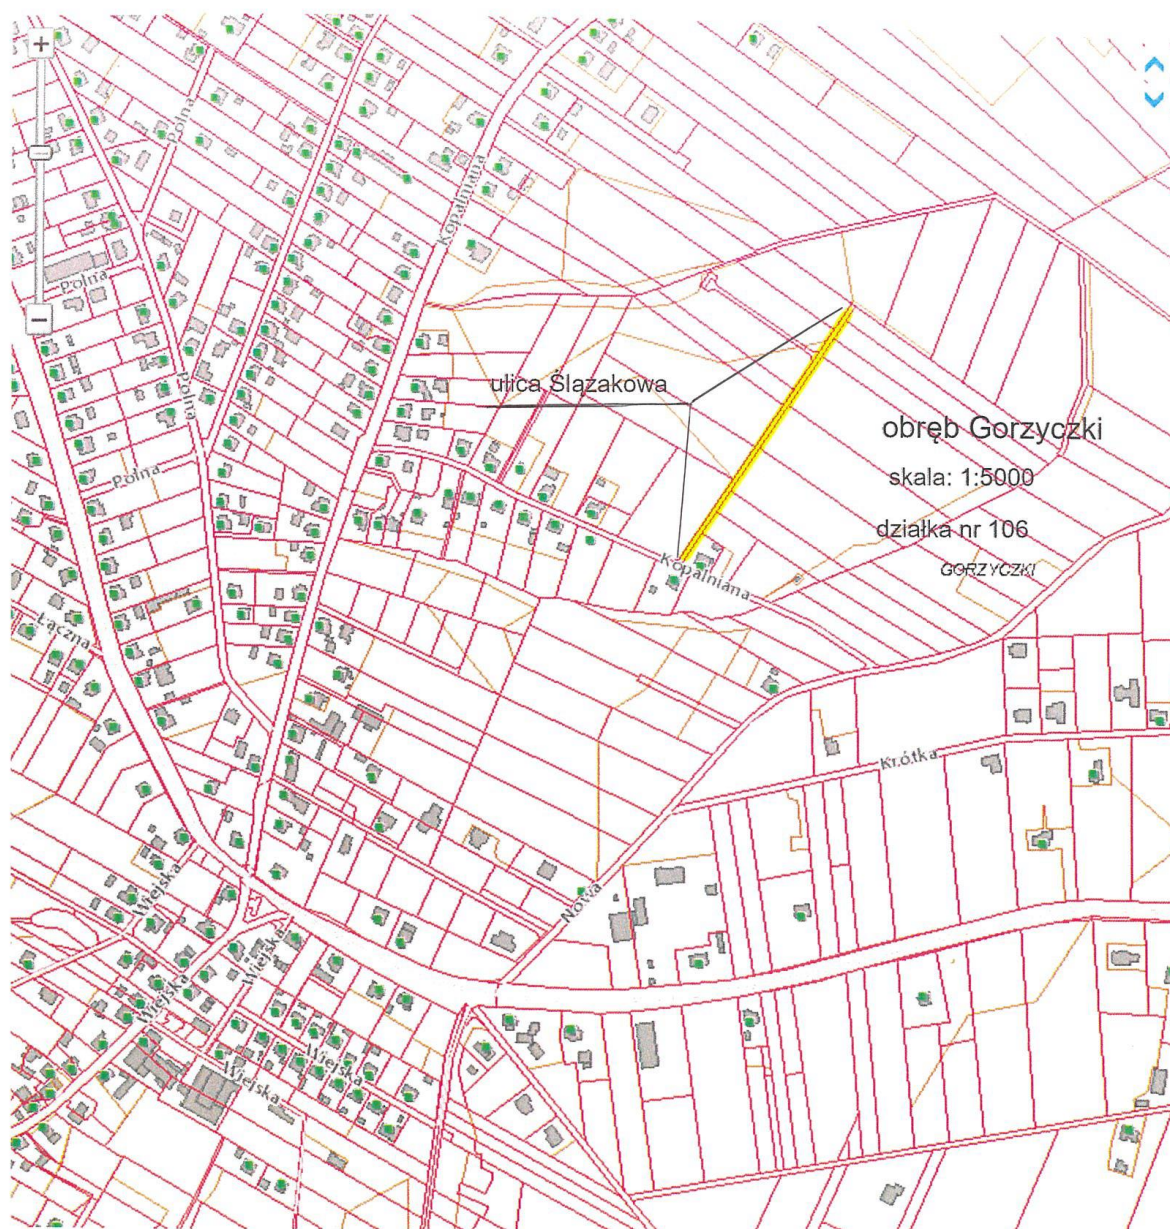 +
Polna
Kopalniana
Polna
−
ulica Ślązakowa
Polna
obręb Gorzyczki
Polna
skala: 1:5000
działka nr 106
GORZYCZKI
Kopalniana
Łączna
Krótka
Wiejska
Nowa
Wiejska
Wiejska
Wiejska
Wiejska